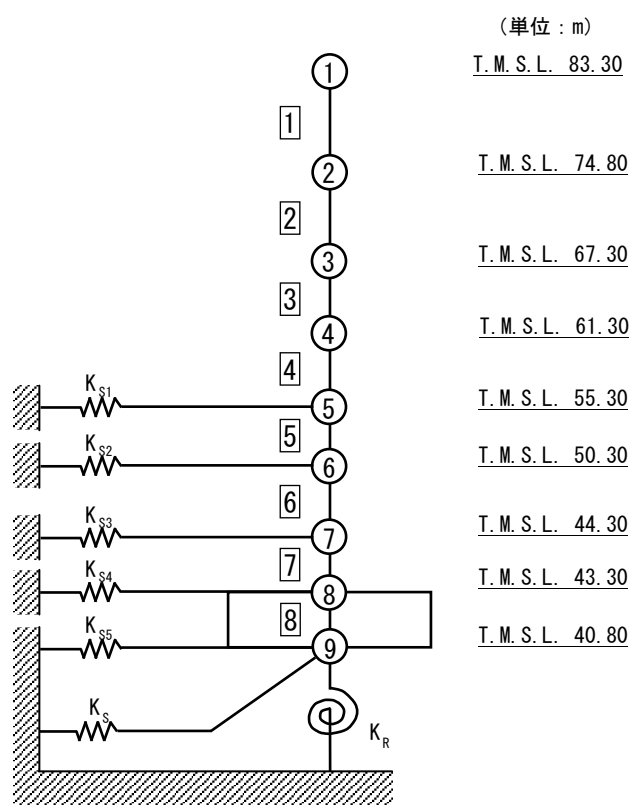 (単位:m)
① T.M.S.L. 83.30
1
② T.M.S.L. 74.80
2
③ T.M.S.L. 67.30
3
④ T.M.S.L. 61.30
4
K_S1 ⑤ T.M.S.L. 55.30
5
K_S2 ⑥ T.M.S.L. 50.30
6
K_S3 ⑦ T.M.S.L. 44.30
7
K_S4 ⑧ T.M.S.L. 43.30
8
K_S5 ⑨ T.M.S.L. 40.80
K_S
K_R